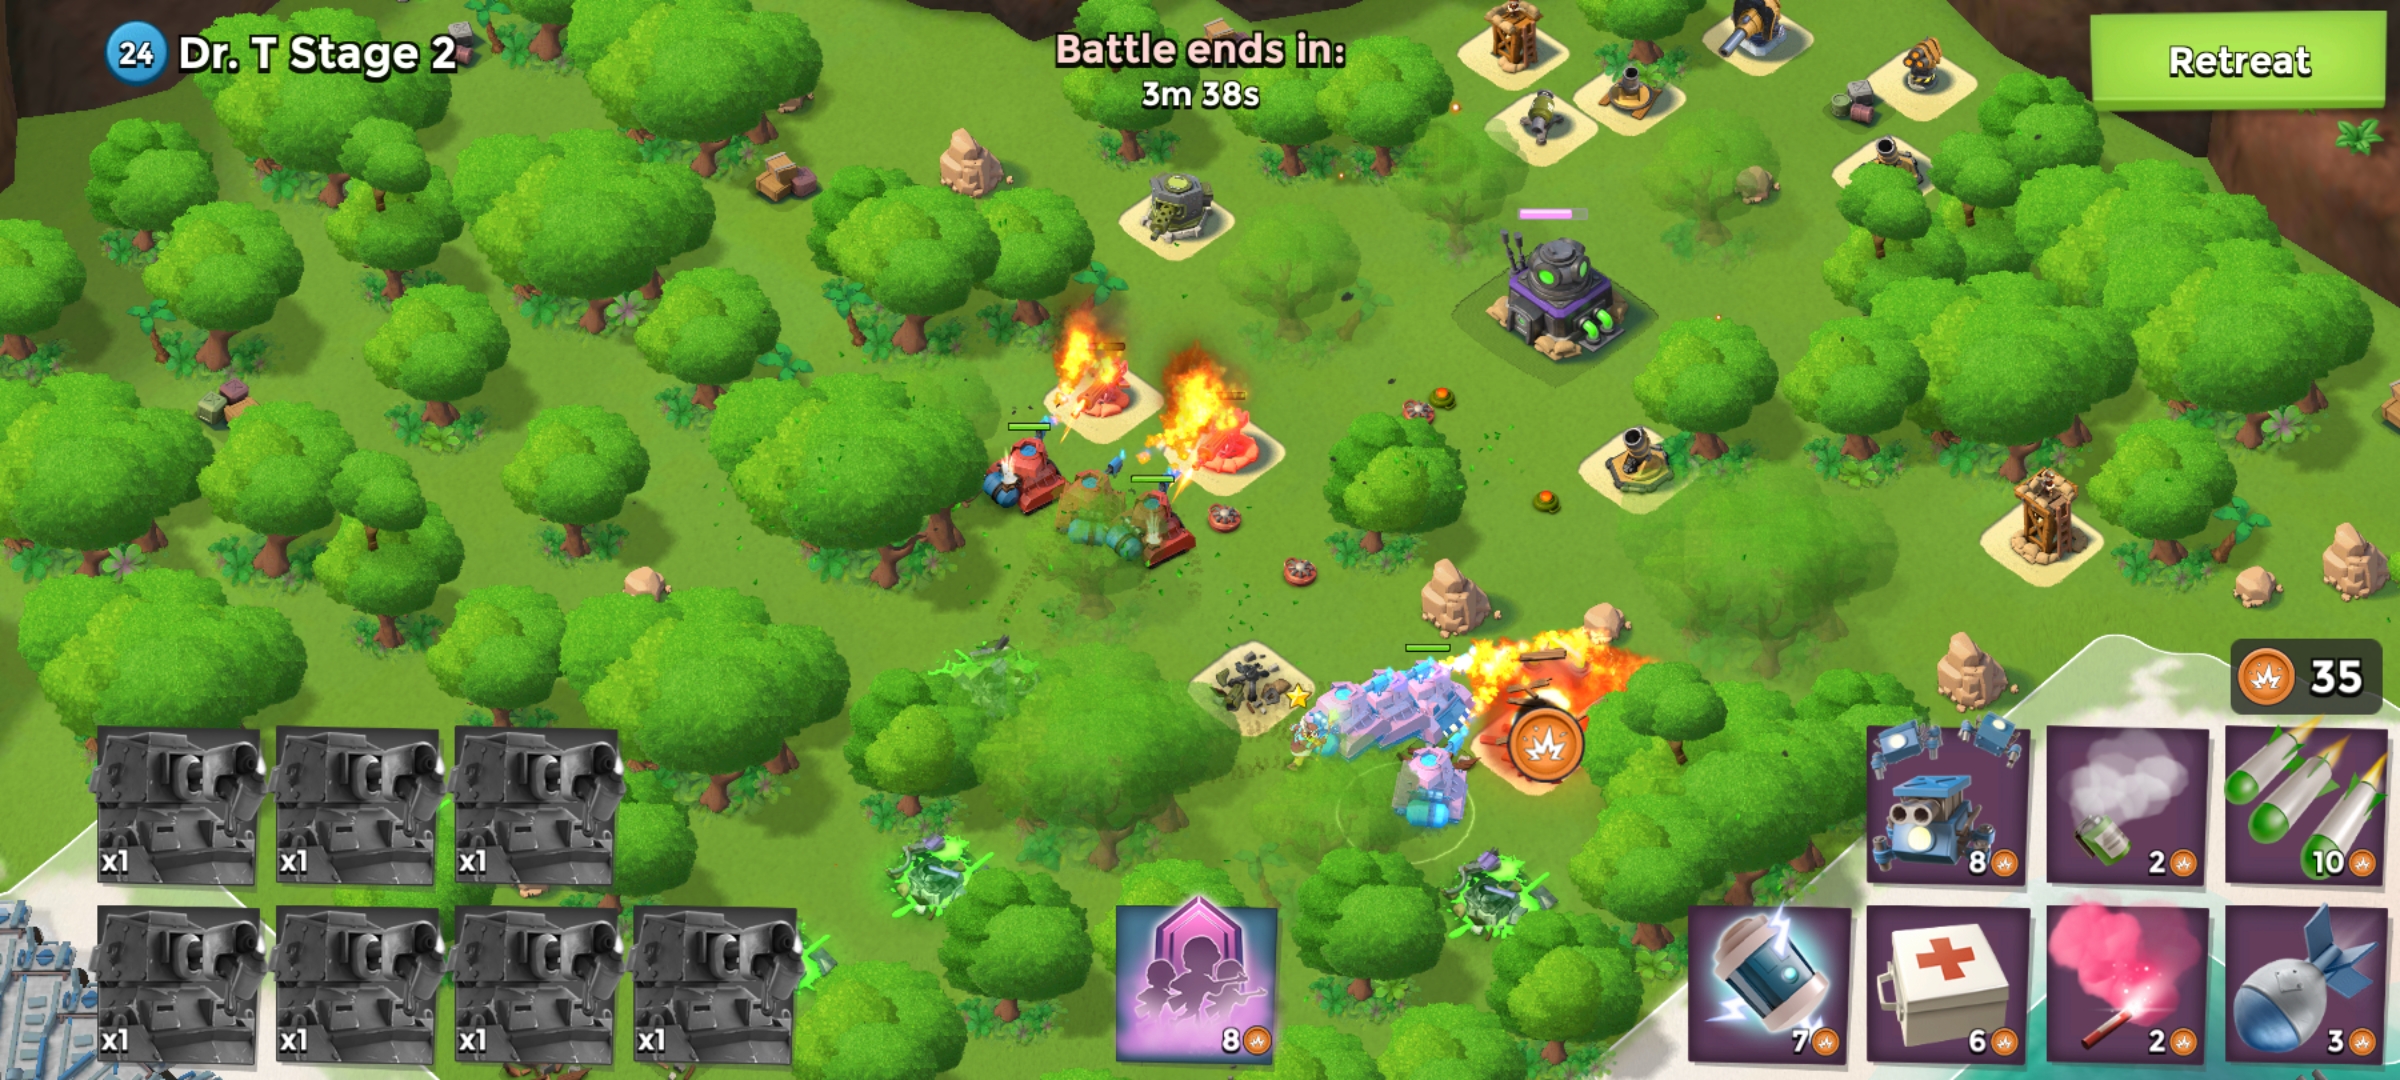 24 Dr. T Stage 2
Battle ends in:
3m 38s
Retreat
35
x1 x1 x1
8 2 10
x1 x1 x1 x1
8
7 6 2 3